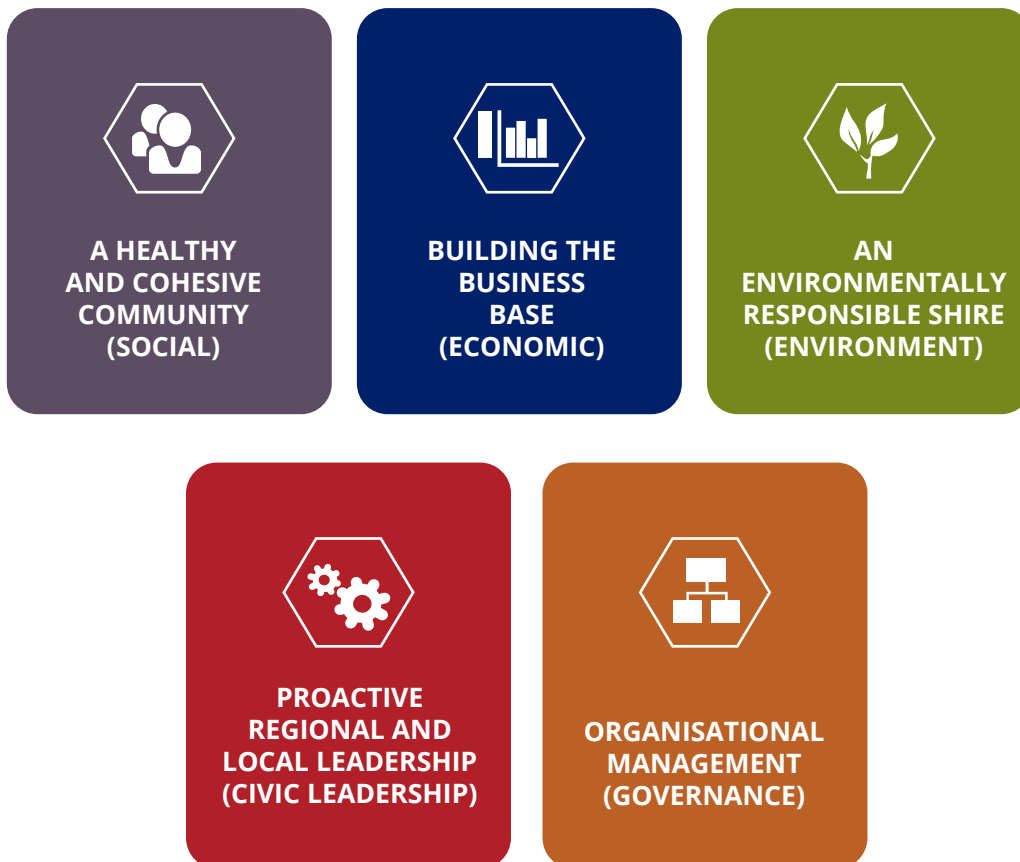 A HEALTHY
AND COHESIVE
COMMUNITY
(SOCIAL)
BUILDING THE
BUSINESS
BASE
(ECONOMIC)
AN
ENVIRONMENTALLY
RESPONSIBLE SHIRE
(ENVIRONMENT)
PROACTIVE
REGIONAL AND
LOCAL LEADERSHIP
(CIVIC LEADERSHIP)
ORGANISATIONAL
MANAGEMENT
(GOVERNANCE)